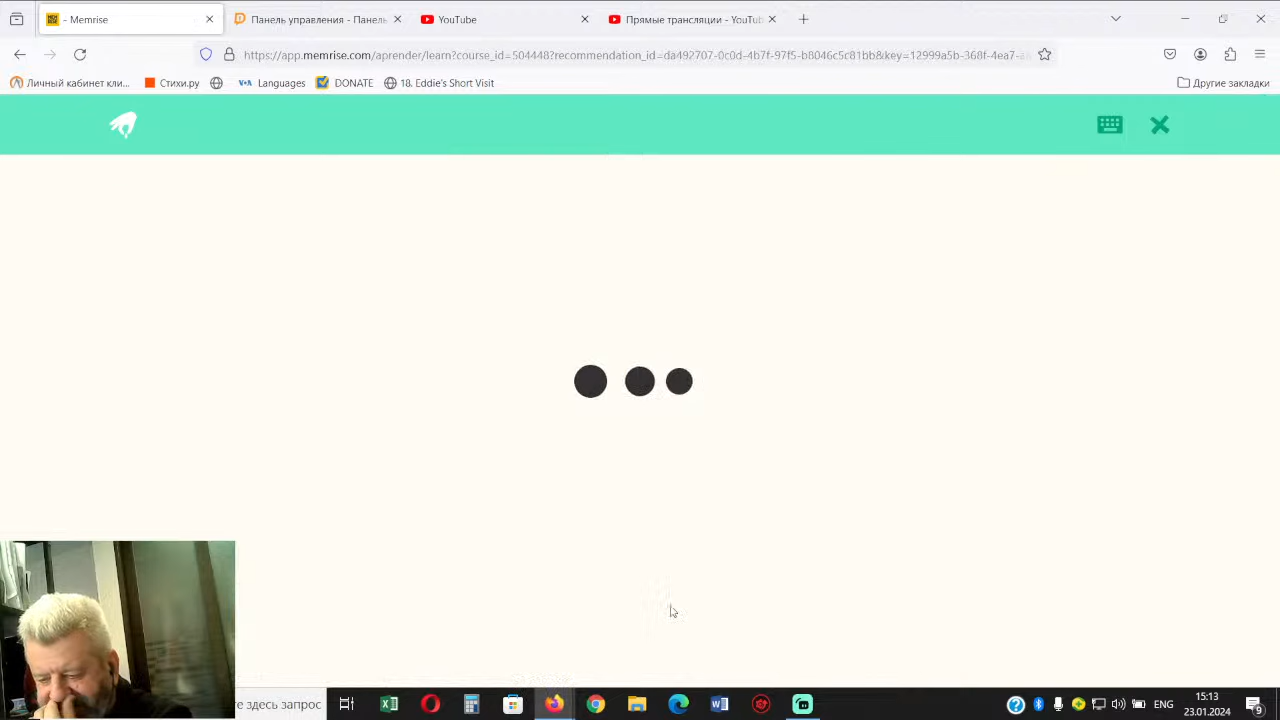 - Memrise
Панель управления - Панель
YouTube
Прямые трансляции - YouTub
https://app.memrise.com/aprender/learn?course_id=504448?recommendation_id=da492707-0c0d-4b7f-97f5-b8046c5c81bb&key=12999a5b-368f-4ea7-a
Личный кабинет кли...
Стихи.ру
VOA Languages
DONATE
18. Eddie's Short Visit
Другие закладки
те здесь запрос
ENG
15:13
23.01.2024
9